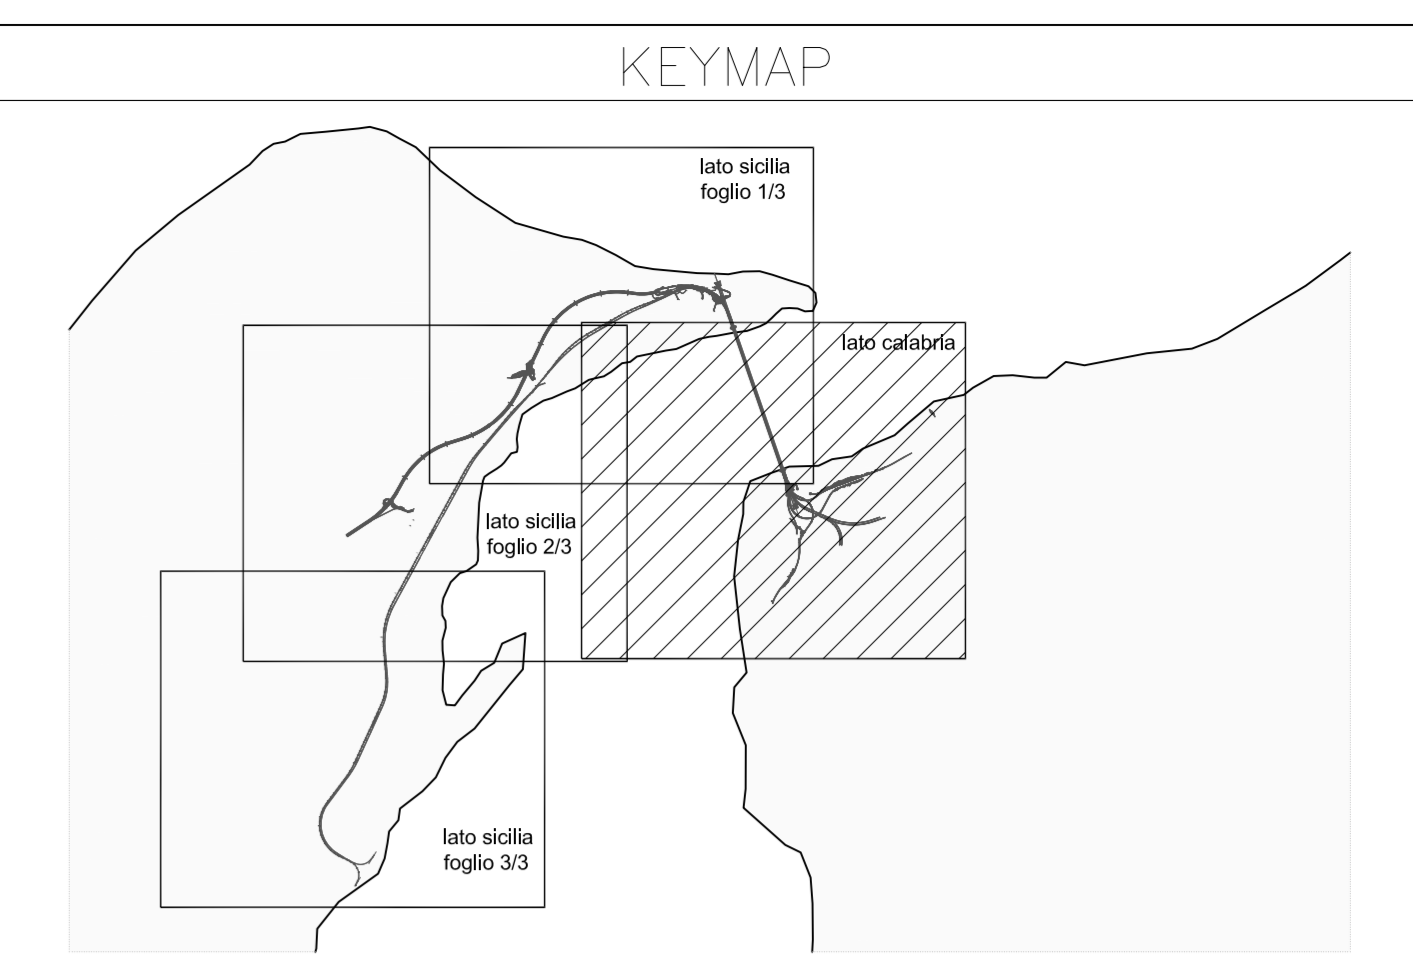 KEYMAP
lato sicilia
foglio 1/3
lato calabria
lato sicilia
foglio 2/3
lato sicilia
foglio 3/3